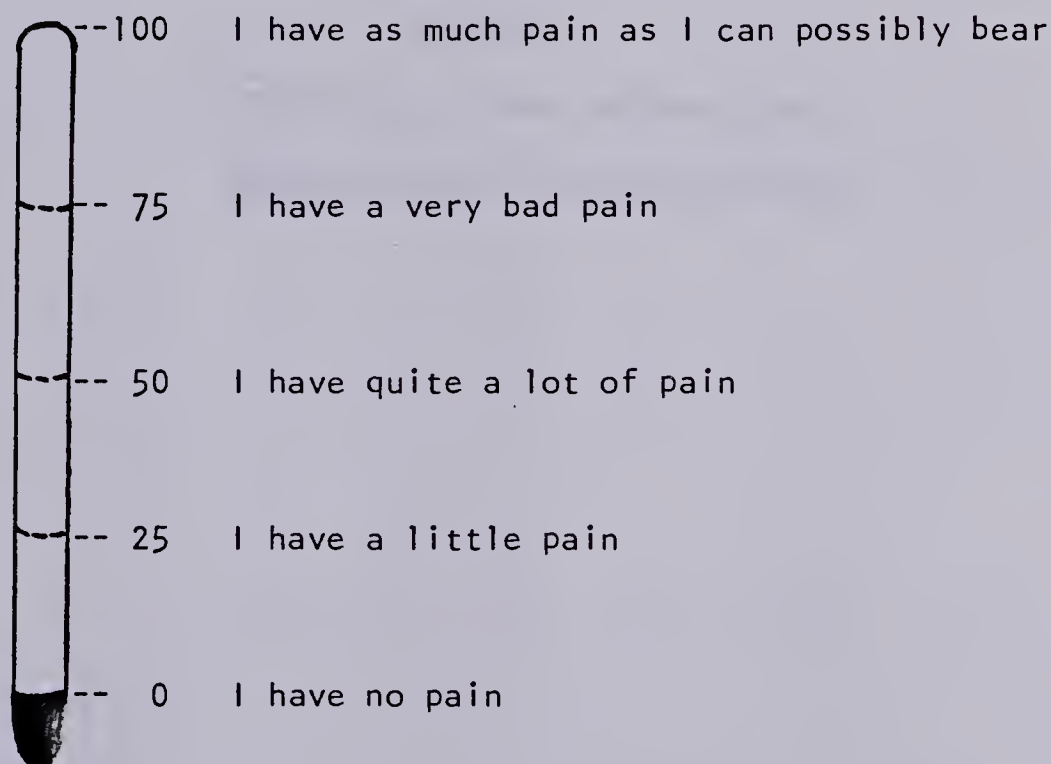 --100 I have as much pain as I can possibly bear
-- 75 I have a very bad pain
-- 50 I have quite a lot of pain
-- 25 I have a little pain
-- 0 I have no pain